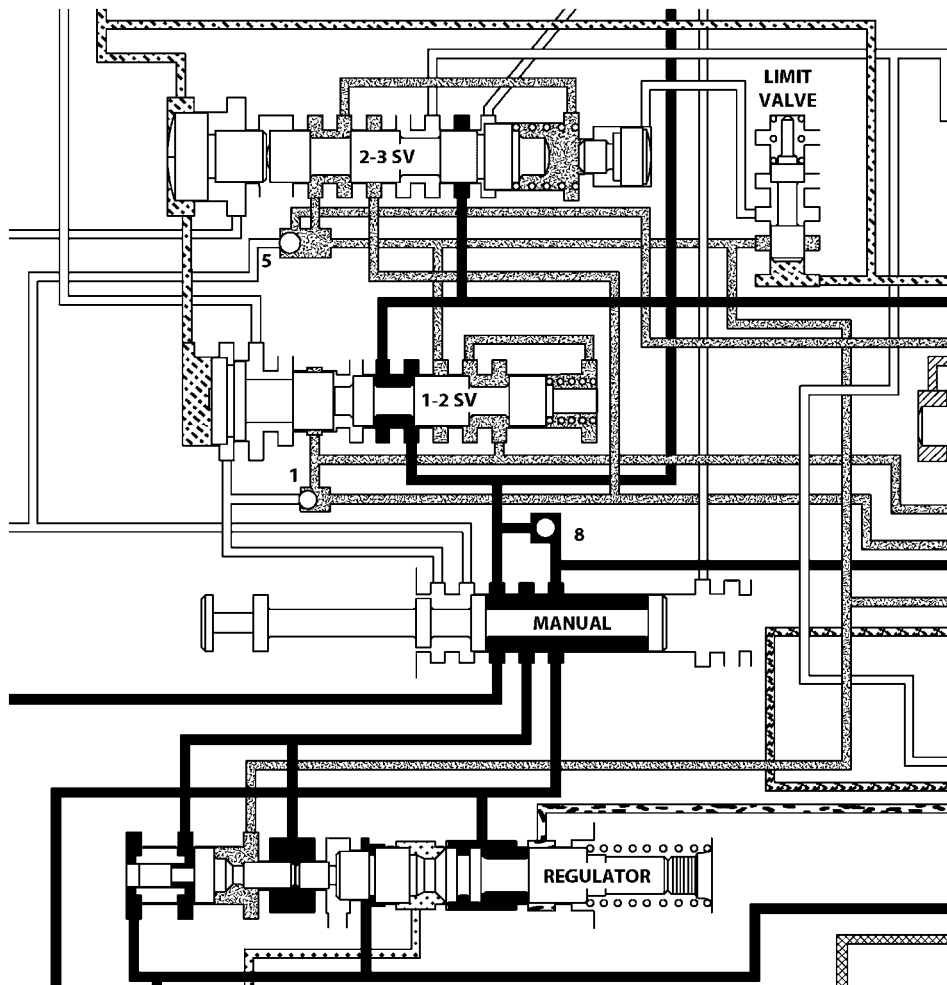 LIMIT
VALVE
2-3 SV
5
1-2 SV
1
8
MANUAL
REGULATOR